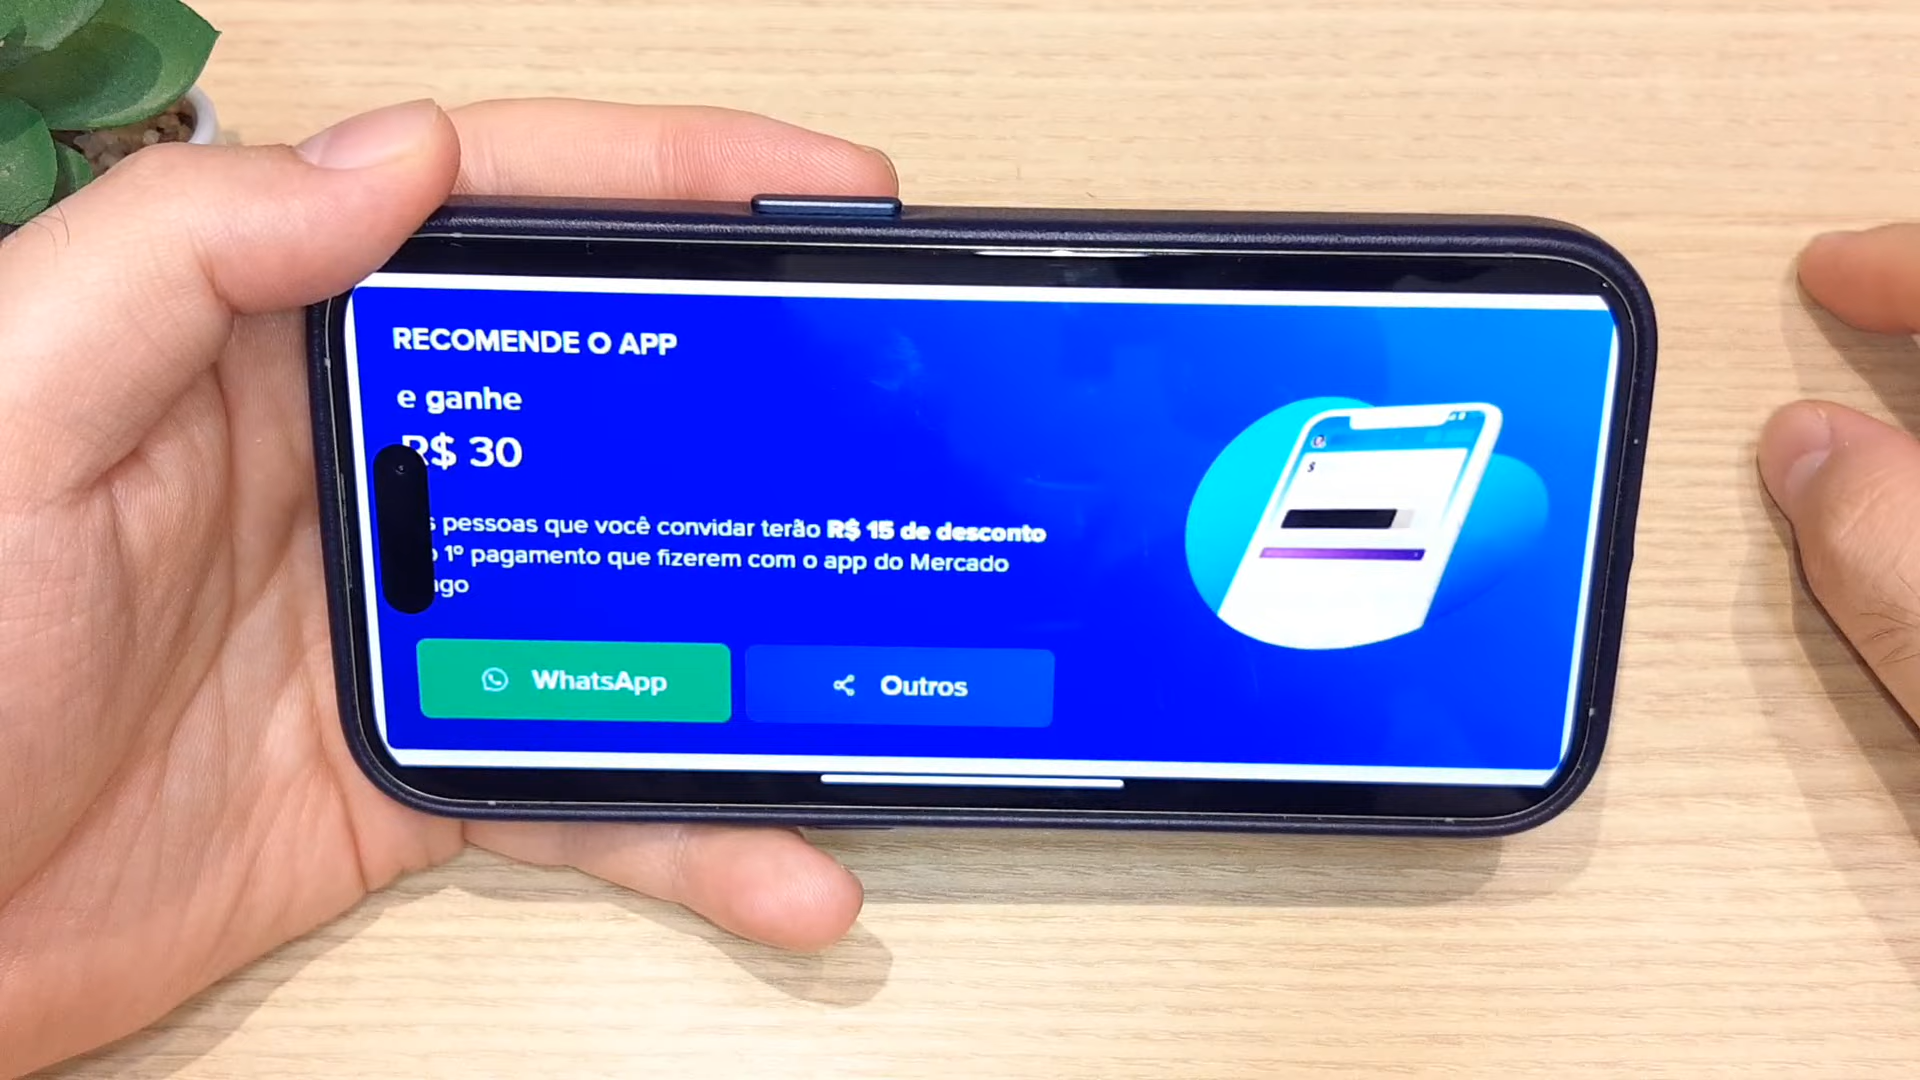 RECOMENDE O APP
e ganhe
R$ 30
pessoas que você convidar terão R$ 15 de desconto
1º pagamento que fizerem com o app do Mercado
WhatsApp
Outros
$